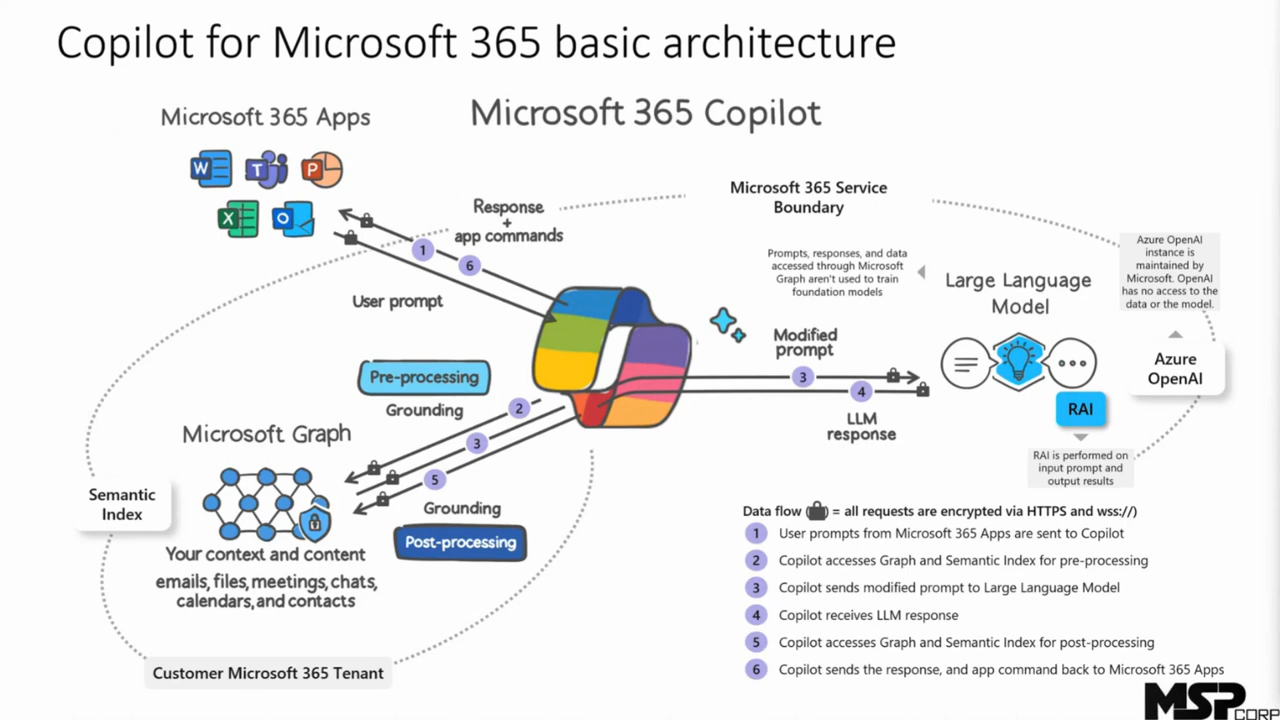 Copilot for Microsoft 365 basic architecture
Microsoft 365 Apps
Microsoft 365 Copilot
W
T
P
X
O
Microsoft 365 Service
Boundary
Response
+
app commands
1
6
User prompt
Prompts, responses, and data
accessed through Microsoft
Graph aren't used to train
foundation models
Large Language
Model
Azure OpenAI
instance is
maintained by
Microsoft. OpenAI
has no access to the
data or the model.
Azure
OpenAI
Modified
prompt
3
4
LLM
response
RAI
RAI is performed on
input prompt and
output results
Pre-processing
Grounding
2
3
5
Microsoft Graph
Semantic
Index
Grounding
Post-processing
Your context and content
emails, files, meetings, chats,
calendars, and contacts
Customer Microsoft 365 Tenant
Data flow ( ) = all requests are encrypted via HTTPS and wss://)
1 User prompts from Microsoft 365 Apps are sent to Copilot
2 Copilot accesses Graph and Semantic Index for pre-processing
3 Copilot sends modified prompt to Large Language Model
4 Copilot receives LLM response
5 Copilot accesses Graph and Semantic Index for post-processing
6 Copilot sends the response, and app command back to Microsoft 365 Apps
MSP
CORP